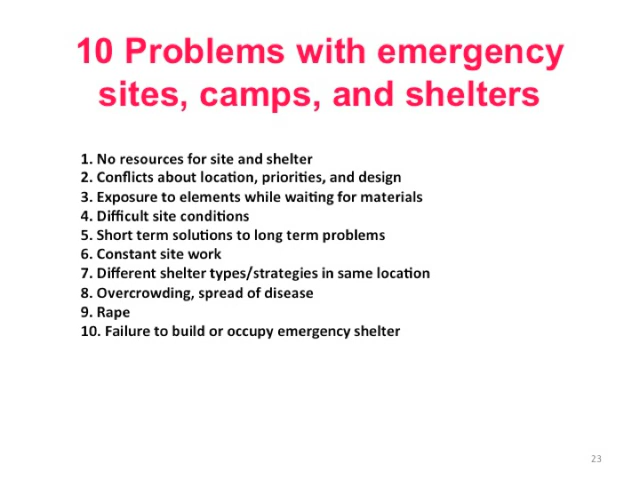 10 Problems with emergency
sites, camps, and shelters
1. No resources for site and shelter
2. Conflicts about location, priorities, and design
3. Exposure to elements while waiting for materials
4. Difficult site conditions
5. Short term solutions to long term problems
6. Constant site work
7. Different shelter types/strategies in same location
8. Overcrowding, spread of disease
9. Rape
10. Failure to build or occupy emergency shelter
23